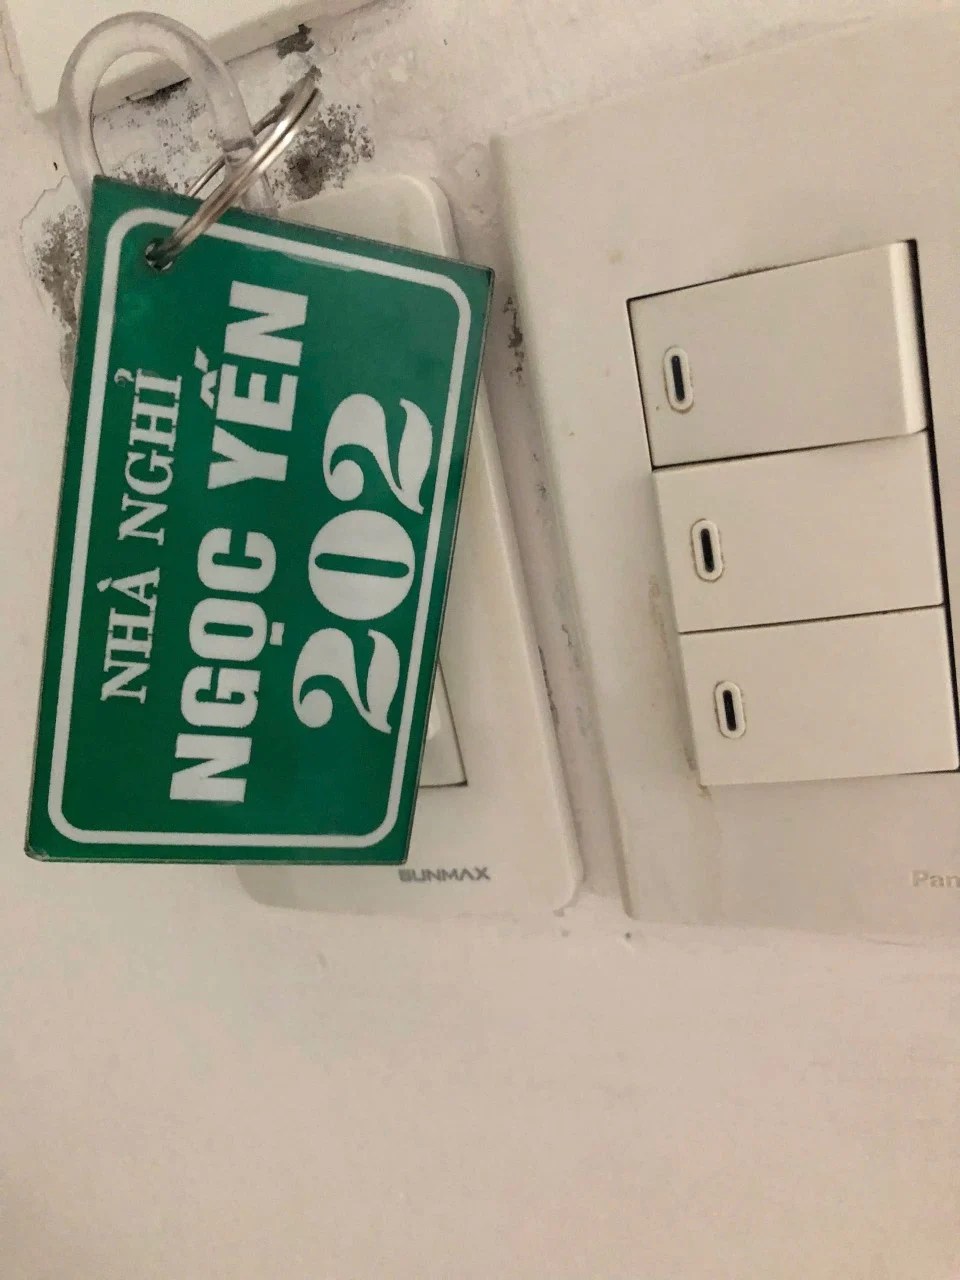 NHÀ NGHỈ
NGỌC YẾN
202
SUNMAX
Pan